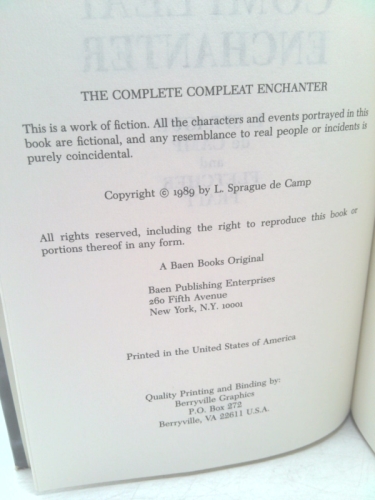 COMPLEAT
ENCHANTER
THE COMPLETE COMPLEAT ENCHANTER
This is a work of fiction. All the characters and events portrayed in this
book are fictional, and any resemblance to real people or incidents is
purely coincidental.
Copyright © 1989 by L. Sprague de Camp
All rights reserved, including the right to reproduce this book or
portions thereof in any form.
A Baen Books Original
Baen Publishing Enterprises
260 Fifth Avenue
New York, N.Y. 10001
Printed in the United States of America
Quality Printing and Binding by:
Berryville Graphics
P.O. Box 272
Berryville, VA 22611 U.S.A.